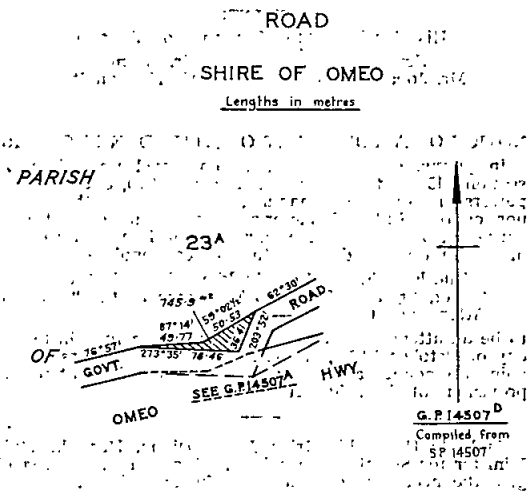 ROAD
SHIRE OF OMEO
Lengths in metres
PARISH
23A
745.9 m2
62°30'
59°02½'
50·53
87°14'
49·77
36·41
203°52'
ROAD
76°57'
OF
273°35' 78·46
GOVT.
SEE G.P.14507A
HWY.
OMEO
G.P.14507D
Compiled from
S.P. 14507